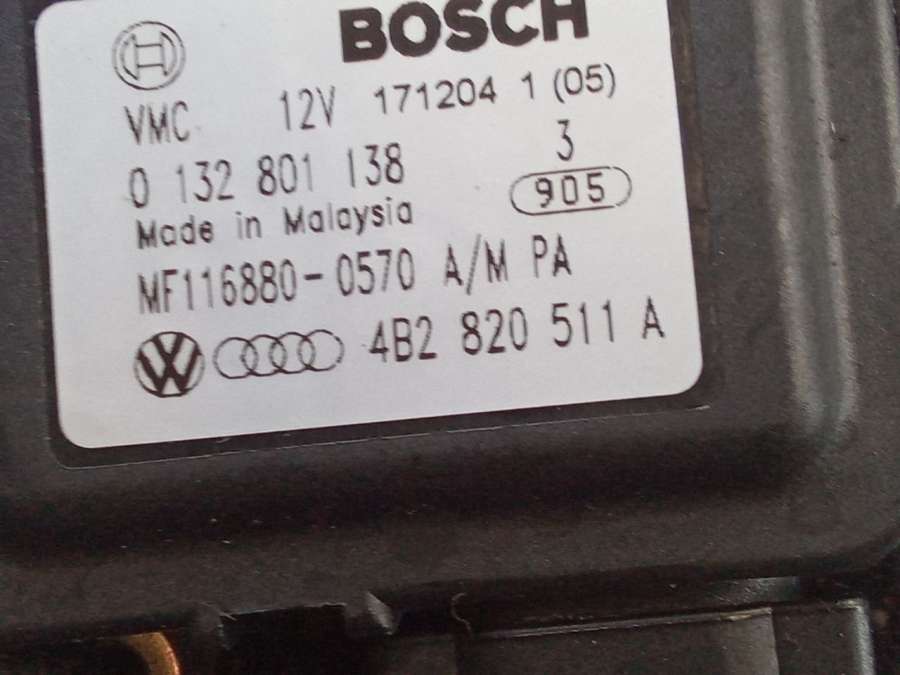 BOSCH
VMC 12V 171204 1 (05)
0 132 801 138 3
Made in Malaysia 905
MF116880-0570 A/M PA
VW 4B2 820 511 A